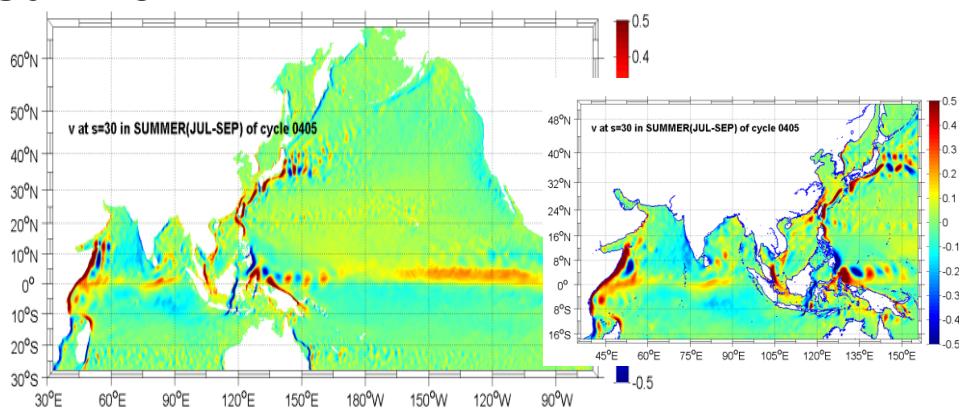 0.5
0.4
60°N
50°N
40°N
30°N
20°N
10°N
0°
10°S
20°S
30°S
v at s=30 in SUMMER(JUL-SEP) of cycle 0405
30°E 60°E 90°E 120°E 150°E 180°W 150°W 120°W 90°W
-0.5
v at s=30 in SUMMER(JUL-SEP) of cycle 0405
48°N
40°N
32°N
24°N
16°N
8°N
0°
8°S
16°S
45°E 60°E 75°E 90°E 105°E 120°E 135°E 150°E
0.5
0.4
0.3
0.2
0.1
0
-0.1
-0.2
-0.3
-0.4
-0.5